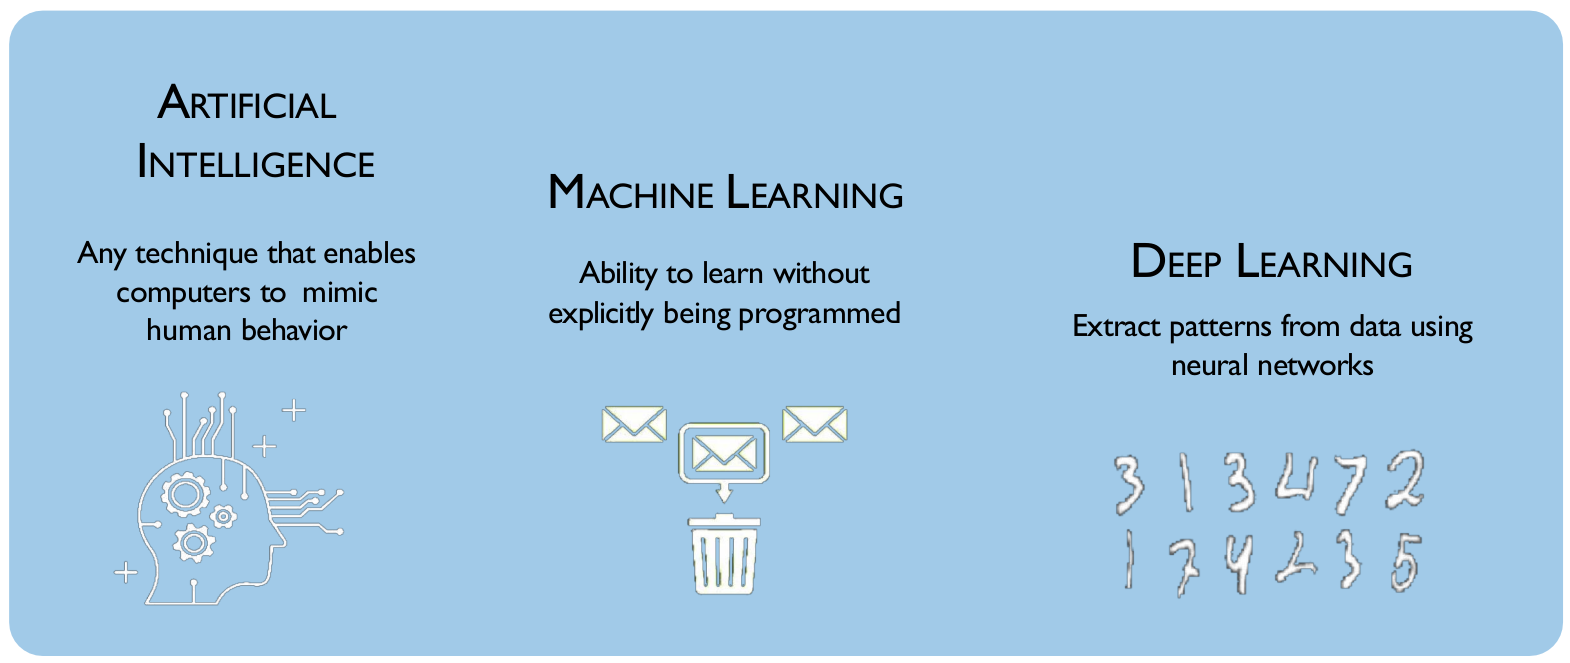 ARTIFICIAL
INTELLIGENCE
Any technique that enables
computers to mimic
human behavior
MACHINE LEARNING
Ability to learn without
explicitly being programmed
DEEP LEARNING
Extract patterns from data using
neural networks
3 1 3 4 7 2
1 7 4 2 3 5